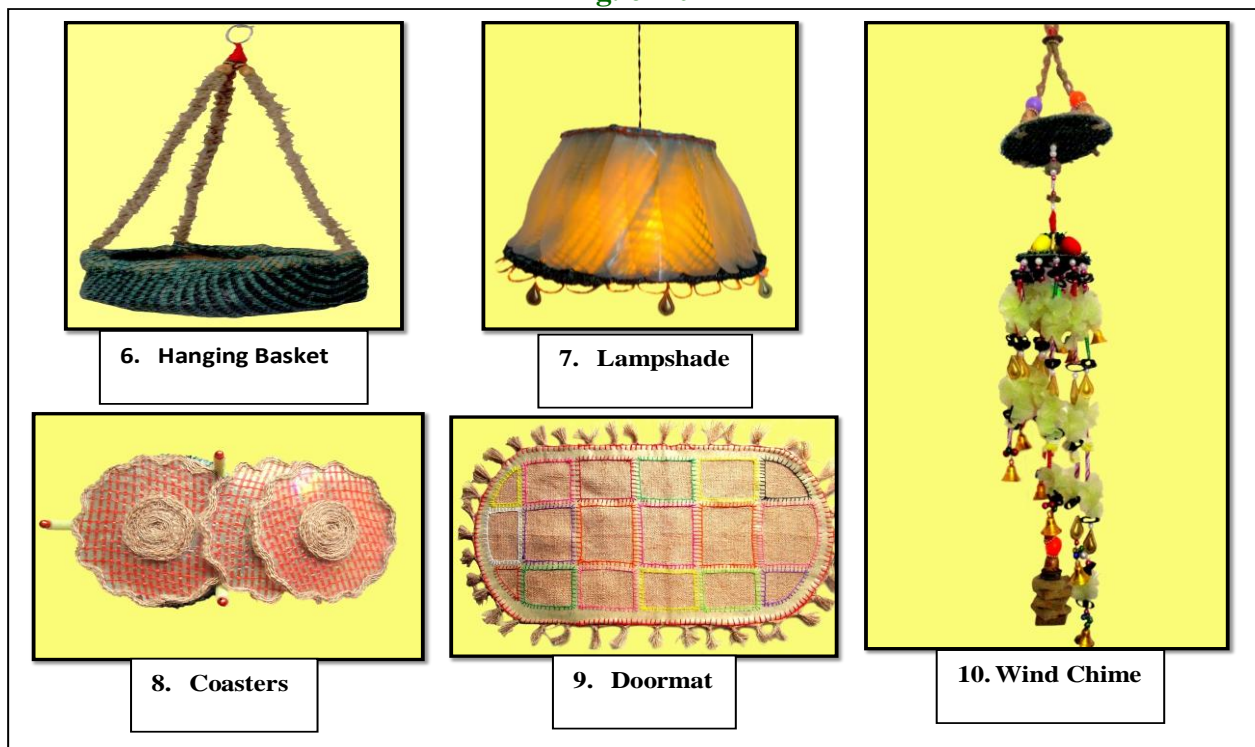 6. Hanging Basket
7. Lampshade
10. Wind Chime
8. Coasters
9. Doormat